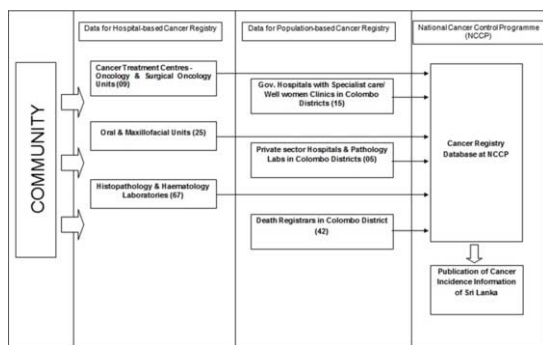 Data for Hospital-based Cancer Registry
Data for Population-based Cancer Registry
National Cancer Control Programme
(NCCP)
COMMUNITY
Cancer Treatment Centres -
Oncology & Surgical Oncology
Units (09)
Gov. Hospitals with Specialist care/
Well women Clinics in Colombo
Districts (15)
Oral & Maxillofacial Units (25)
Private sector Hospitals & Pathology
Labs in Colombo Districts (05)
Histopathology & Haematology
Laboratories (67)
Death Registrars in Colombo District
(42)
Cancer Registry
Database at NCCP
Publication of Cancer
Incidence Information
of Sri Lanka